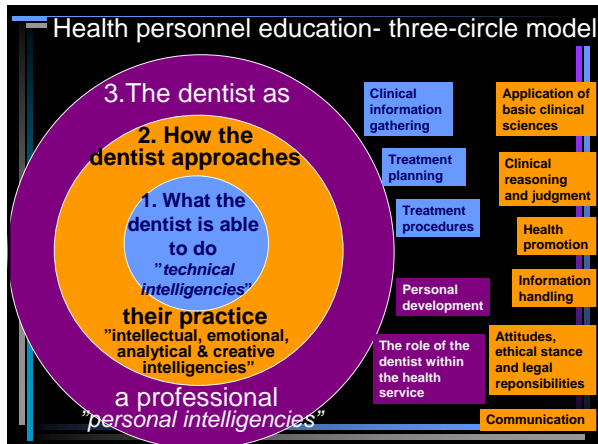 Health personnel education- three-circle model
3.The dentist as
2. How the
dentist approaches
1. What the
dentist is able
to do
"technical
intelligencies"
their practice
"intellectual, emotional,
analytical & creative
intelligencies"
a professional
"personal intelligencies"
Clinical
information
gathering
Treatment
planning
Treatment
procedures
Personal
development
The role of the
dentist within
the health
service
Application of
basic clinical
sciences
Clinical
reasoning
and judgment
Health
promotion
Information
handling
Attitudes,
ethical stance
and legal
reponsibilities
Communication